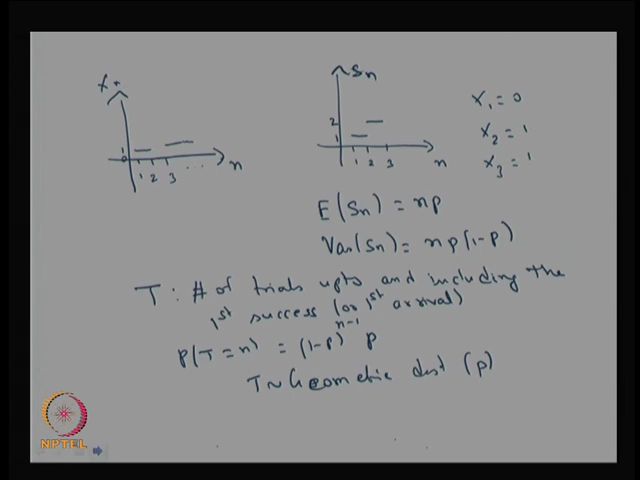 Xn
1
0
1 2 3 ... n
Sn
2
1
1 2 3 n
X1 = 0
X2 = 1
X3 = 1
E(Sn) = np
Var(Sn) = np(1-p)
T : # of trials upto and including the
1st success (or 1st arrival)
P(T = n) = (1-p)^{n-1} p
T ~ Geometric dist (p)
NPTEL